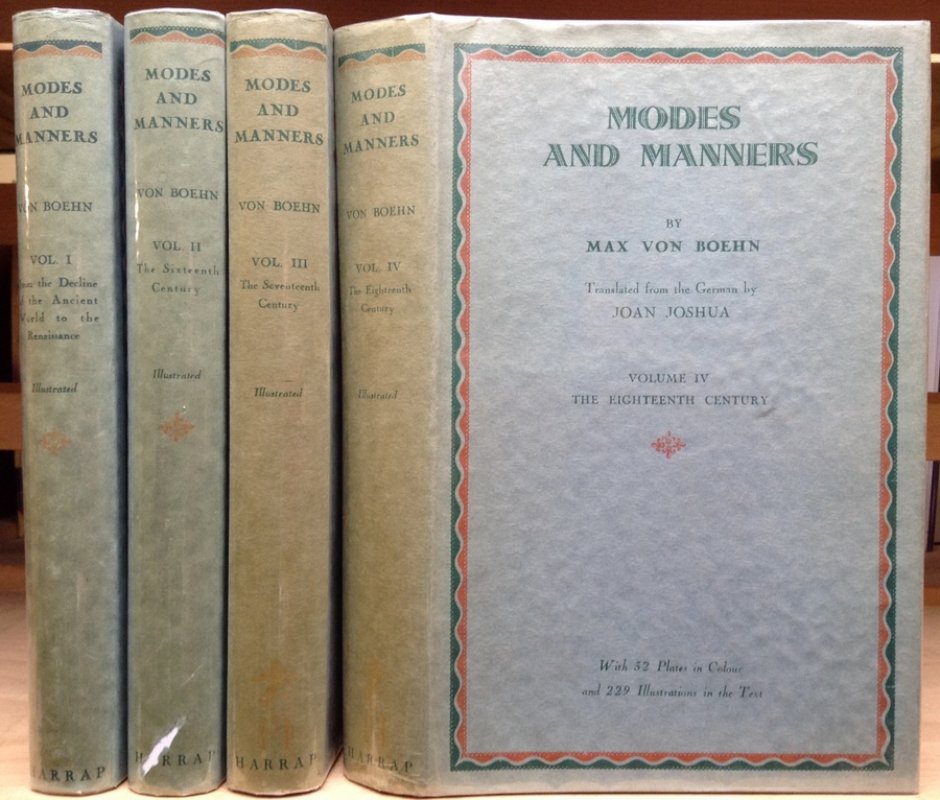 MODES
AND
MANNERS
VON BOEHN
VOL. I
the Decline
the Ancient
World to the
Renaissance
Illustrated
HARRAP
MODES
AND
MANNERS
VON BOEHN
VOL. II
The Sixteenth
Century
Illustrated
HARRAP
MODES
AND
MANNERS
VON BOEHN
VOL. III
The Seventeenth
Century
Illustrated
HARRAP
MODES
AND
MANNERS
VON BOEHN
VOL. IV
The Eighteenth
Century
Illustrated
HARRAP
MODES
AND MANNERS
BY
MAX VON BOEHN
Translated from the German by
JOAN JOSHUA
VOLUME IV
THE EIGHTEENTH CENTURY
With 32 Plates in Colour
and 229 Illustrations in the Text